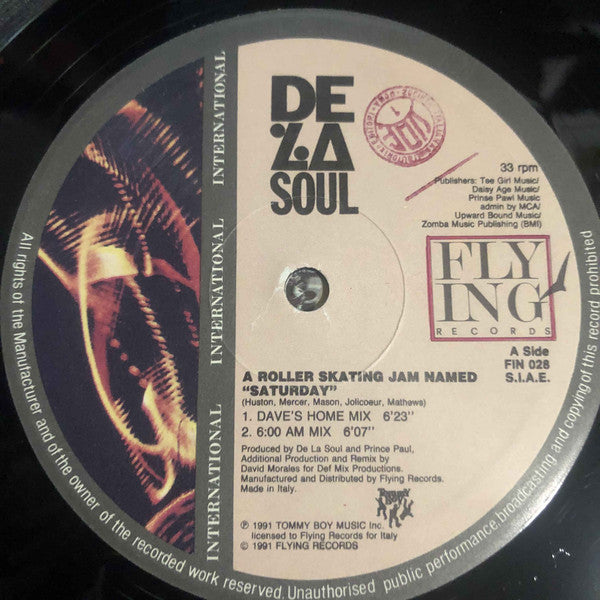 DE
LA
SOUL
33 rpm
Publishers: Tee Girl Music/
Daisy Age Music/
Prinse Pawl Music
admin by MCA/
Upward Bound Music/
Zomba Music Publishing (BMI)
FLY
ING
RECORDS
A Side
FIN 028
S.I.A.E.
A ROLLER SKATING JAM NAMED
"SATURDAY"
(Huston, Mercer, Mason, Jolicoeur, Mathews)
1. DAVE'S HOME MIX 6'23"
2. 6:00 AM MIX 6'07"
Produced by De La Soul and Prince Paul,
Additional Production and Remix by
David Morales for Def Mix Productions.
Manufactured and Distributed by Flying Records.
Made in Italy.
TOMMY
BOY
℗ 1991 TOMMY BOY MUSIC Inc.
licensed to Flying Records for Italy
© 1991 FLYING RECORDS
INTERNATIONAL
INTERNATIONAL
INTERNATIONAL
INTERNATIONAL
All rights of the Manufacturer and of the owner of the recorded work reserved. Unauthorised public performance, broadcasting and copying of this record prohibited